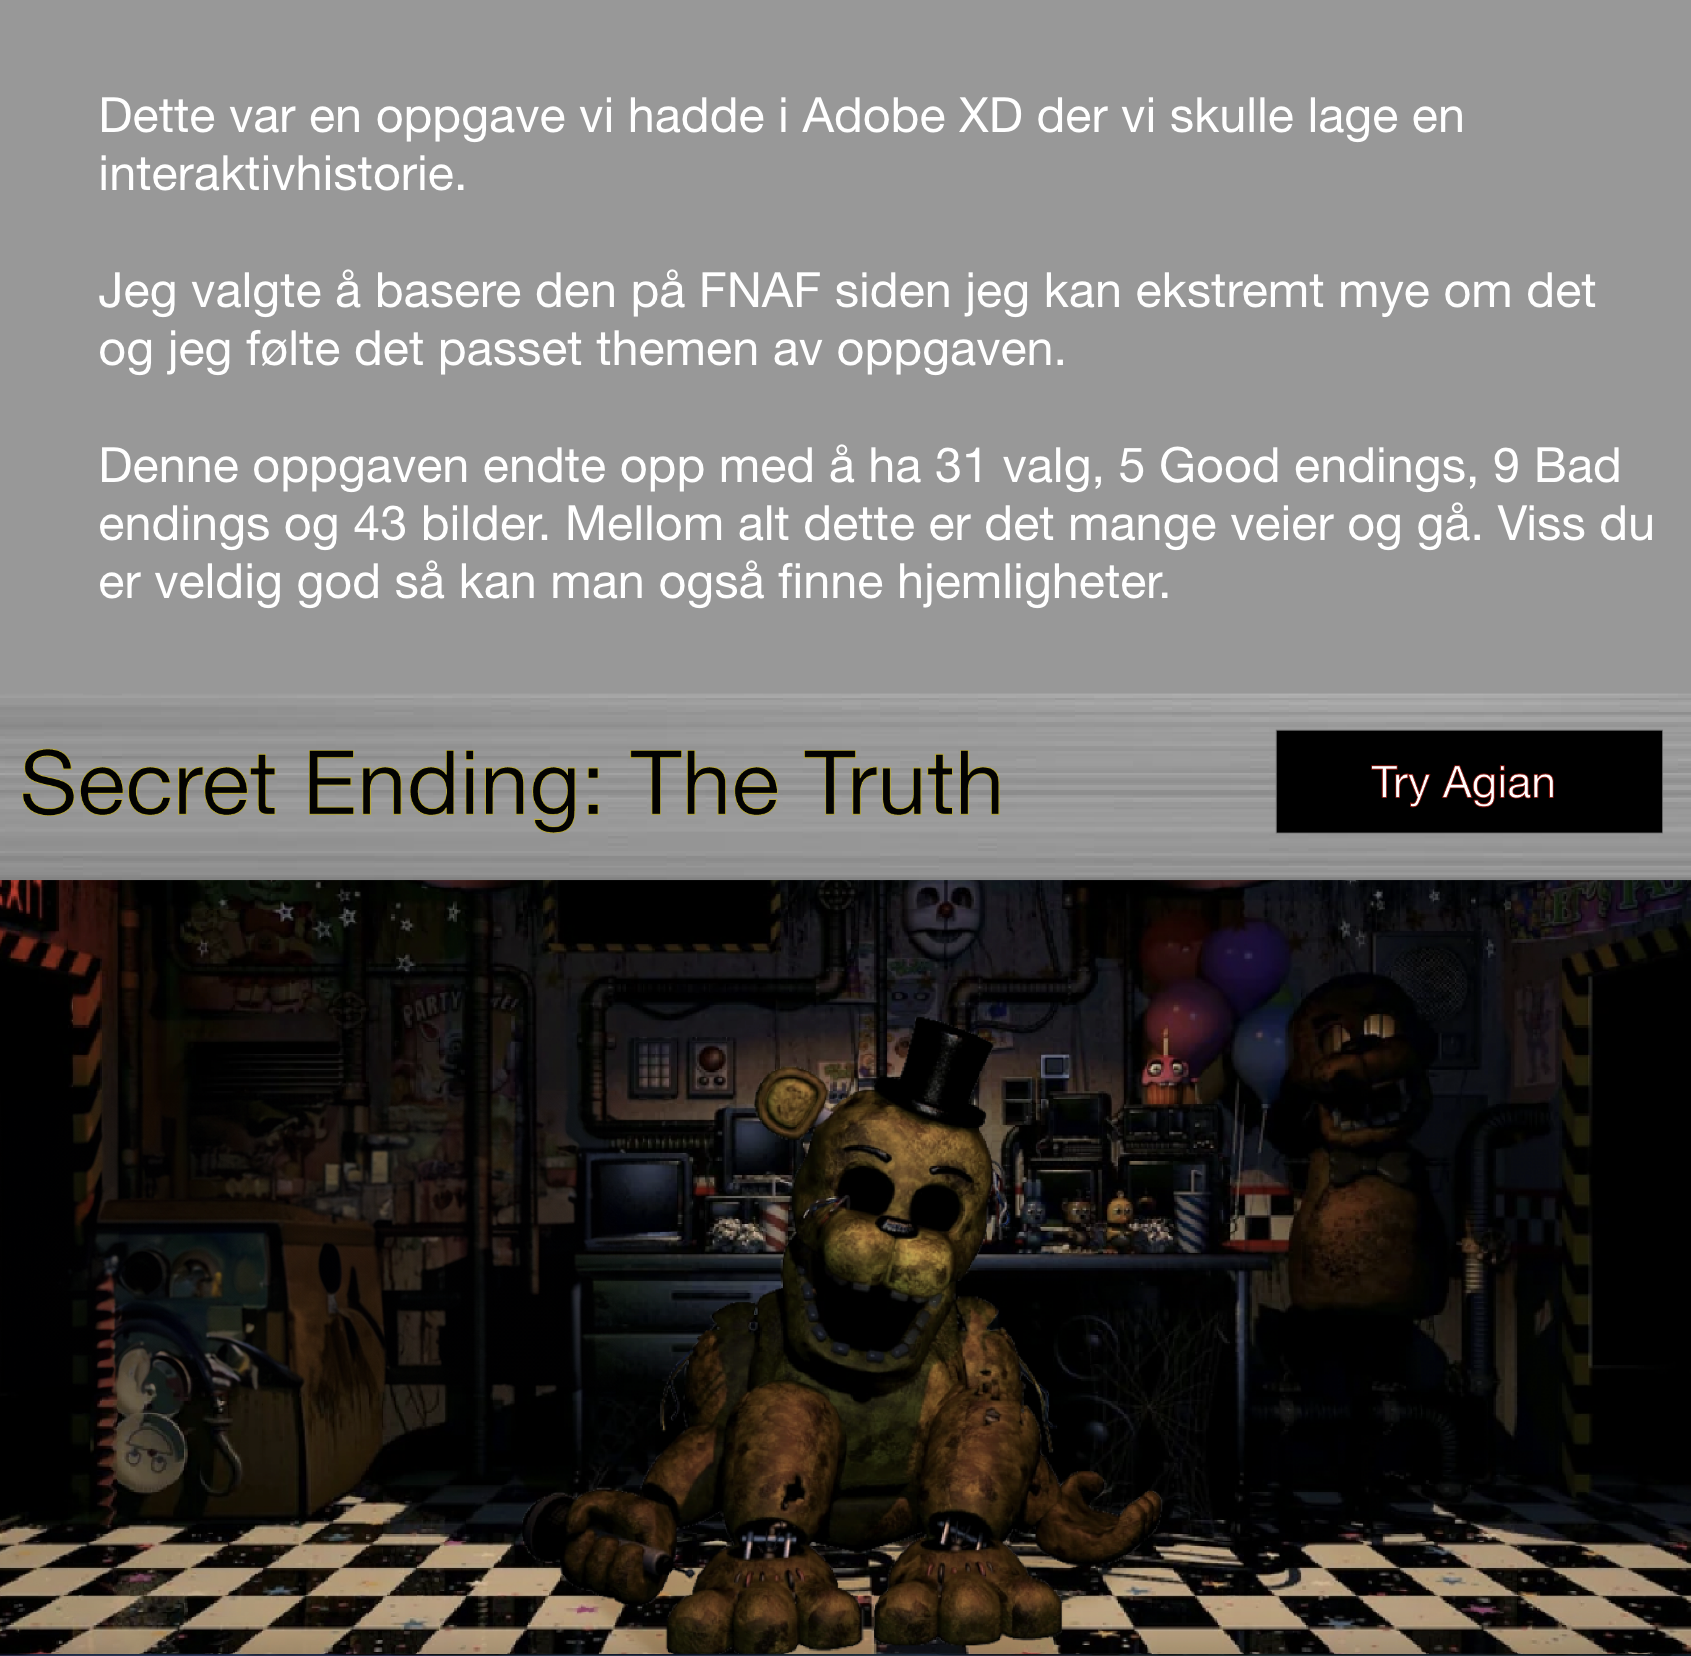 Dette var en oppgave vi hadde i Adobe XD der vi skulle lage en
interaktivhistorie.
Jeg valgte å basere den på FNAF siden jeg kan ekstremt mye om det
og jeg følte det passet themen av oppgaven.
Denne oppgaven endte opp med å ha 31 valg, 5 Good endings, 9 Bad
endings og 43 bilder. Mellom alt dette er det mange veier og gå. Viss du
er veldig god så kan man også finne hjemligheter.
Secret Ending: The Truth
Try Agian
EXIT
PARTY